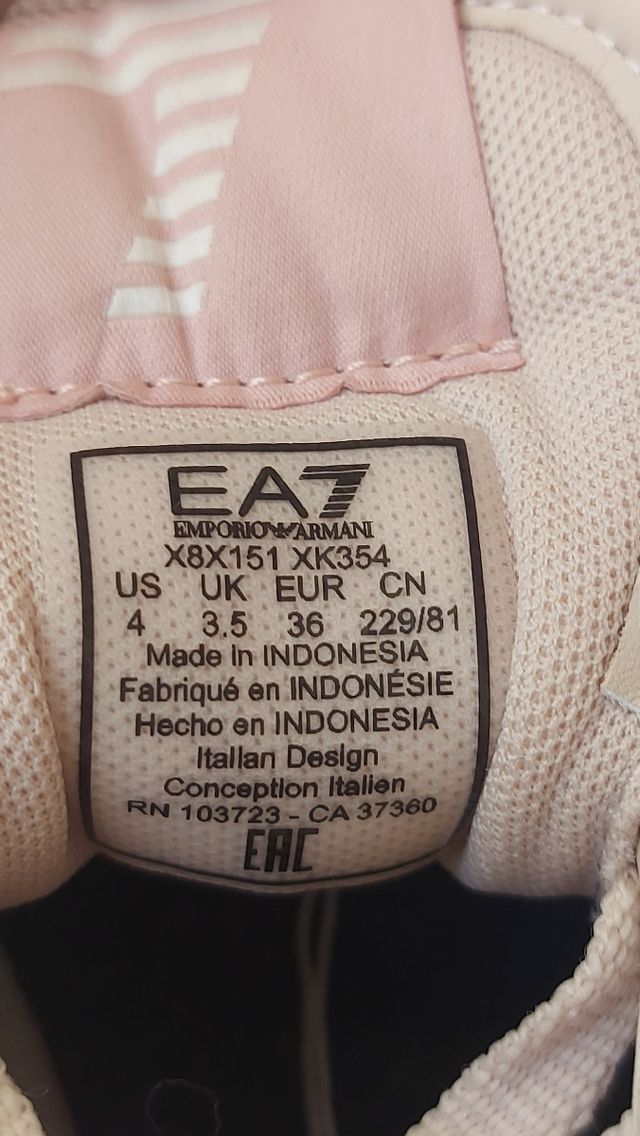 EA7
EMPORIO ARMANI
X8X151 XK354
US UK EUR CN
4 3.5 36 229/81
Made in INDONESIA
Fabriqué en INDONÉSIE
Hecho en INDONESIA
Italian Design
Conception Italien
RN 103723 - CA 37360
EAC